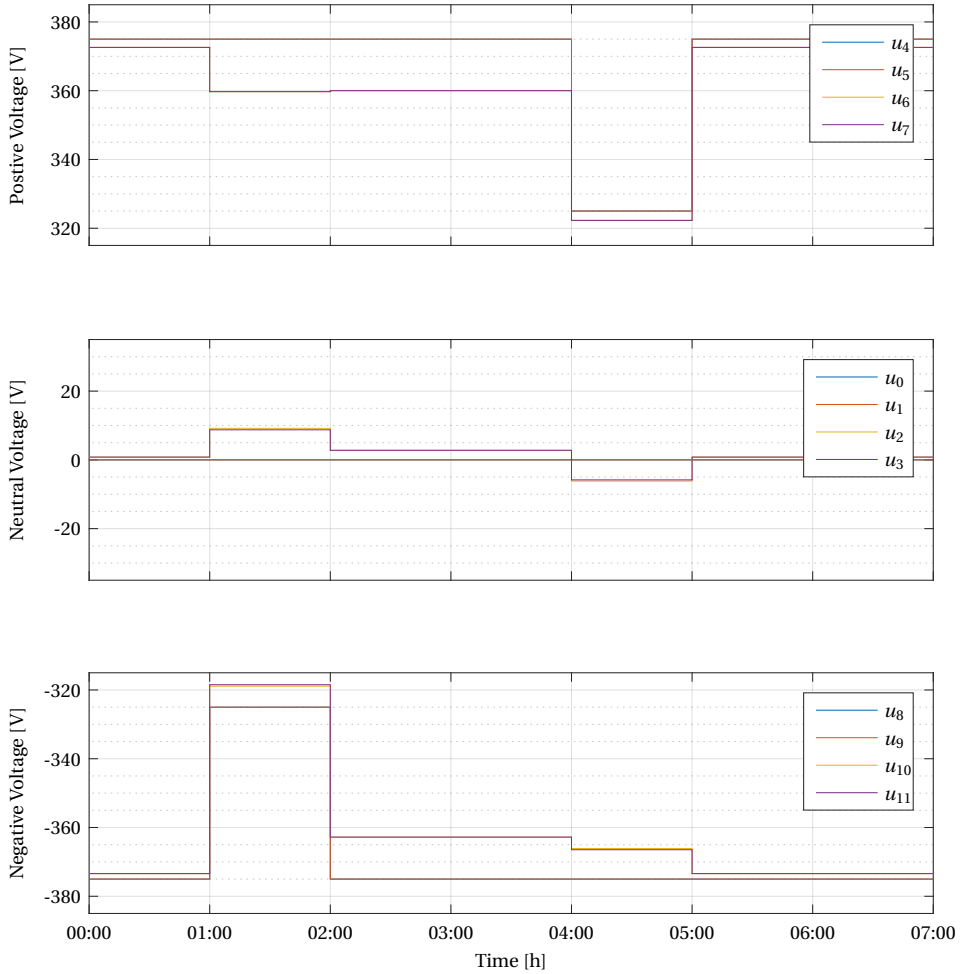 380
360
340
320
Postive Voltage [V]
u4
u5
u6
u7
20
0
-20
Neutral Voltage [V]
u0
u1
u2
u3
-320
-340
-360
-380
Negative Voltage [V]
u8
u9
u10
u11
00:00 01:00 02:00 03:00 04:00 05:00 06:00 07:00
Time [h]